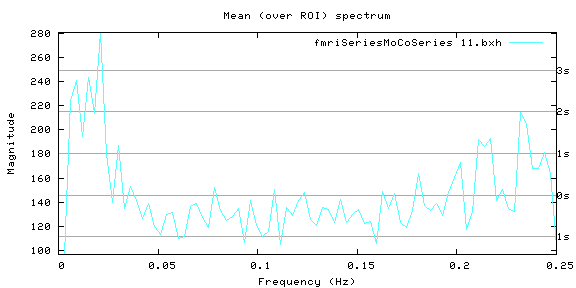 Mean (over ROI) spectrum
fmriSeriesMoCoSeries 11.bxh
280
260
240
220
200
180
160
140
120
100
3s
2s
1s
0s
1s
Magnitude
0 0.05 0.1 0.15 0.2 0.25
Frequency (Hz)